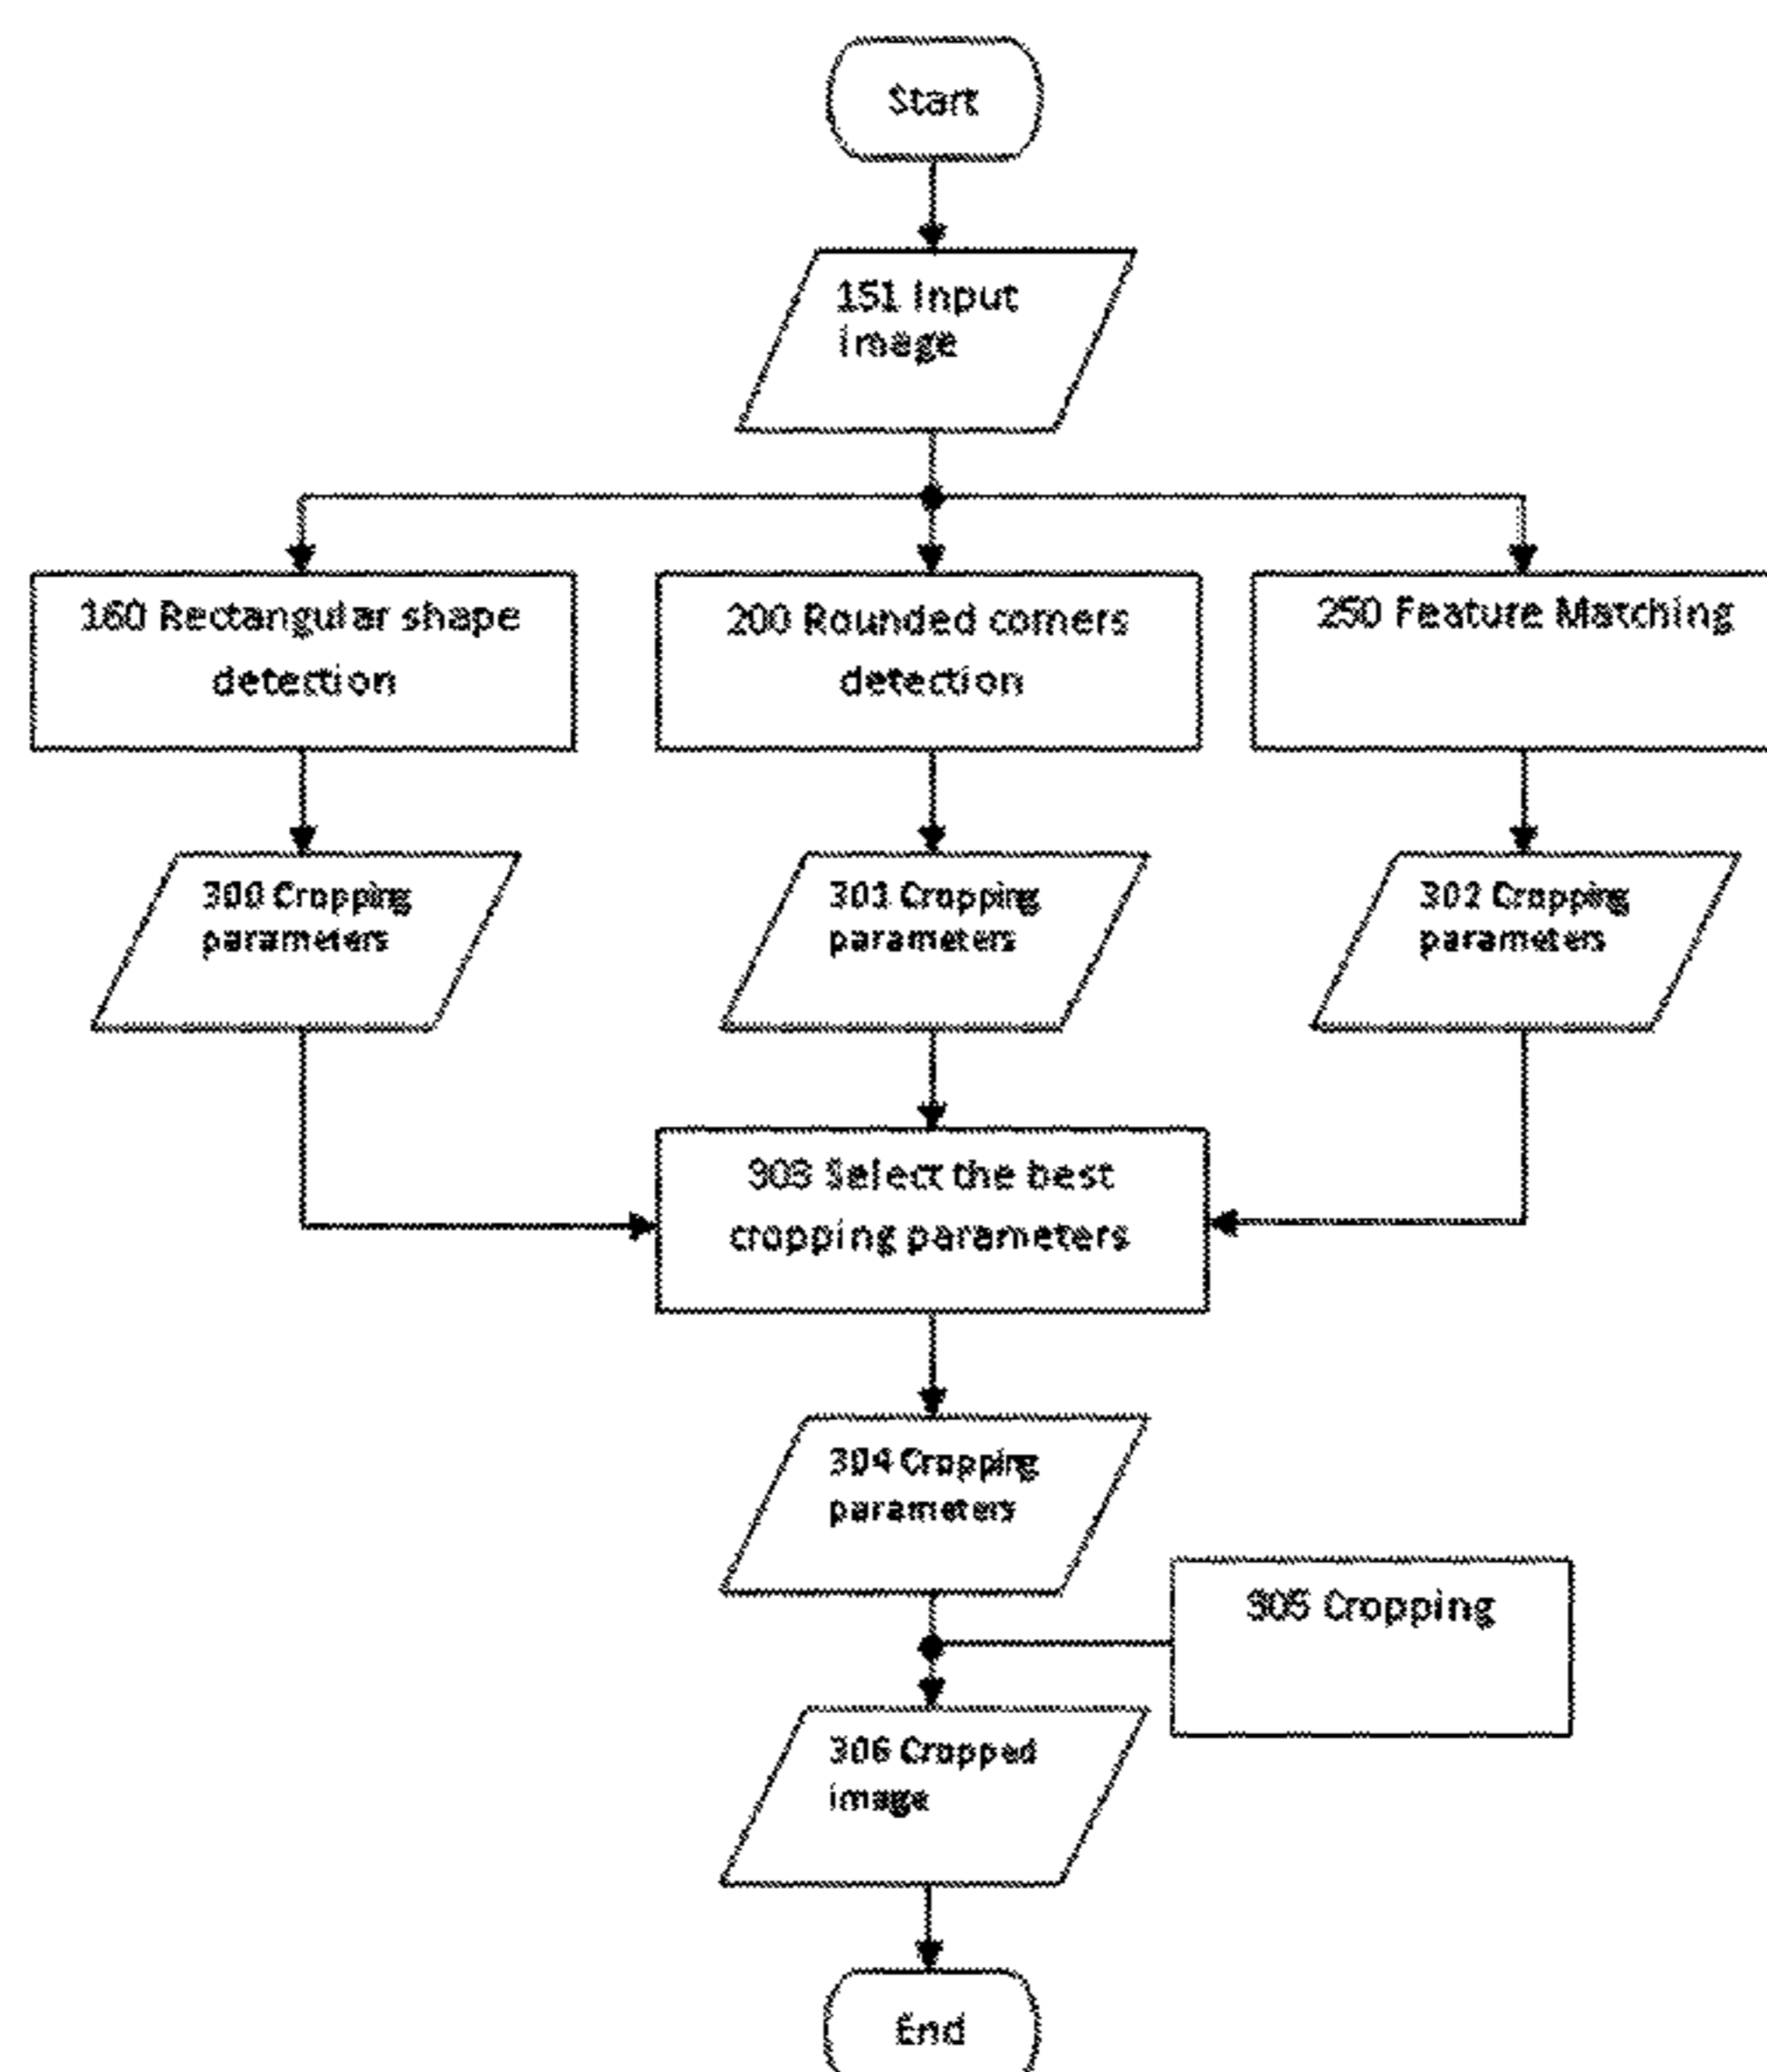 Start
151 Input
image
160 Rectangular shape
detection
200 Rounded corners
detection
250 Feature Matching
300 Cropping
parameters
301 Cropping
parameters
302 Cropping
parameters
303 Select the best
cropping parameters
304 Cropping
parameters
305 Cropping
306 Cropped
image
End